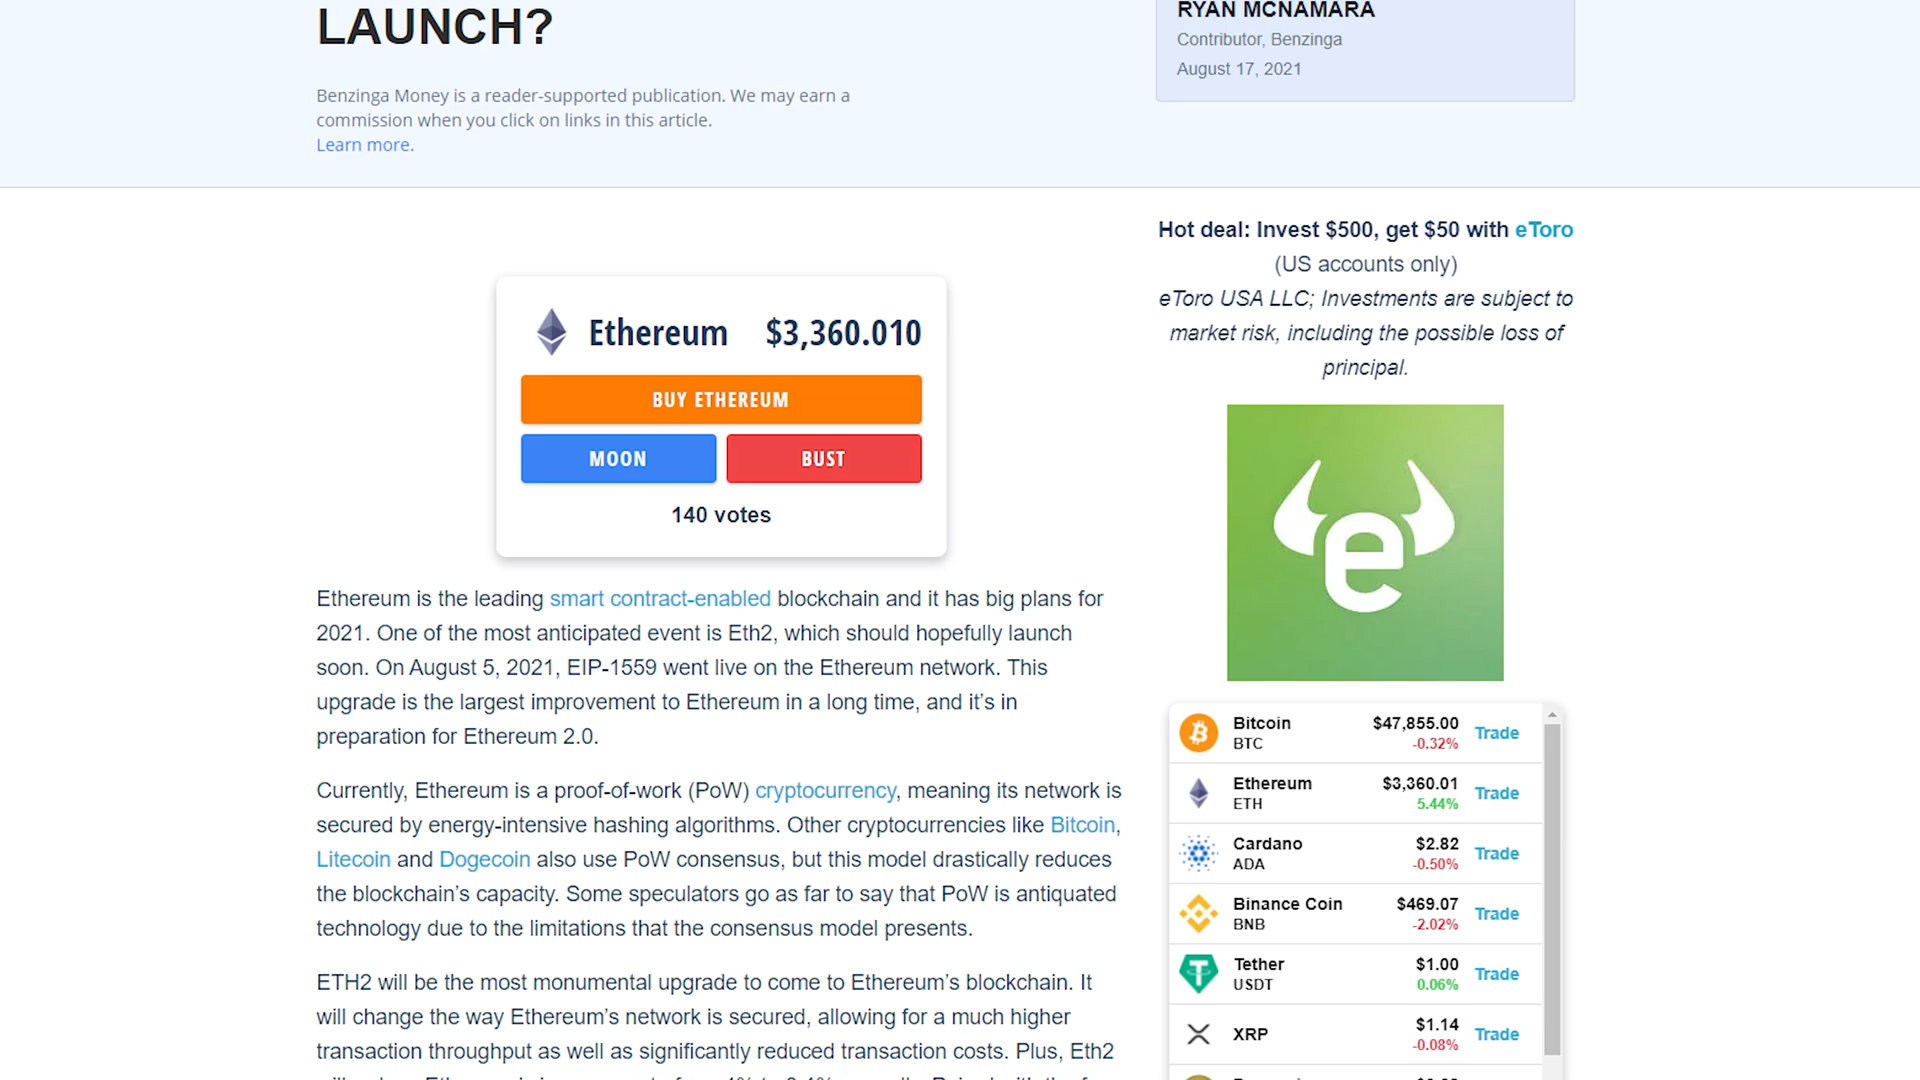 LAUNCH?
Benzinga Money is a reader-supported publication. We may earn a
commission when you click on links in this article.
Learn more.
RYAN MCNAMARA
Contributor, Benzinga
August 17, 2021
Ethereum $3,360.010
BUY ETHEREUM
MOON BUST
140 votes
Ethereum is the leading smart contract-enabled blockchain and it has big plans for
2021. One of the most anticipated event is Eth2, which should hopefully launch
soon. On August 5, 2021, EIP-1559 went live on the Ethereum network. This
upgrade is the largest improvement to Ethereum in a long time, and it’s in
preparation for Ethereum 2.0.
Currently, Ethereum is a proof-of-work (PoW) cryptocurrency, meaning its network is
secured by energy-intensive hashing algorithms. Other cryptocurrencies like Bitcoin,
Litecoin and Dogecoin also use PoW consensus, but this model drastically reduces
the blockchain’s capacity. Some speculators go as far to say that PoW is antiquated
technology due to the limitations that the consensus model presents.
ETH2 will be the most monumental upgrade to come to Ethereum’s blockchain. It
will change the way Ethereum’s network is secured, allowing for a much higher
transaction throughput as well as significantly reduced transaction costs. Plus, Eth2
Hot deal: Invest $500, get $50 with eToro
(US accounts only)
eToro USA LLC; Investments are subject to
market risk, including the possible loss of
principal.
e
Bitcoin $47,855.00 Trade
BTC -0.32%
Ethereum $3,360.01 Trade
ETH 5.44%
Cardano $2.82 Trade
ADA -0.50%
Binance Coin $469.07 Trade
BNB -2.02%
Tether $1.00 Trade
USDT 0.06%
XRP $1.14 Trade
-0.08%